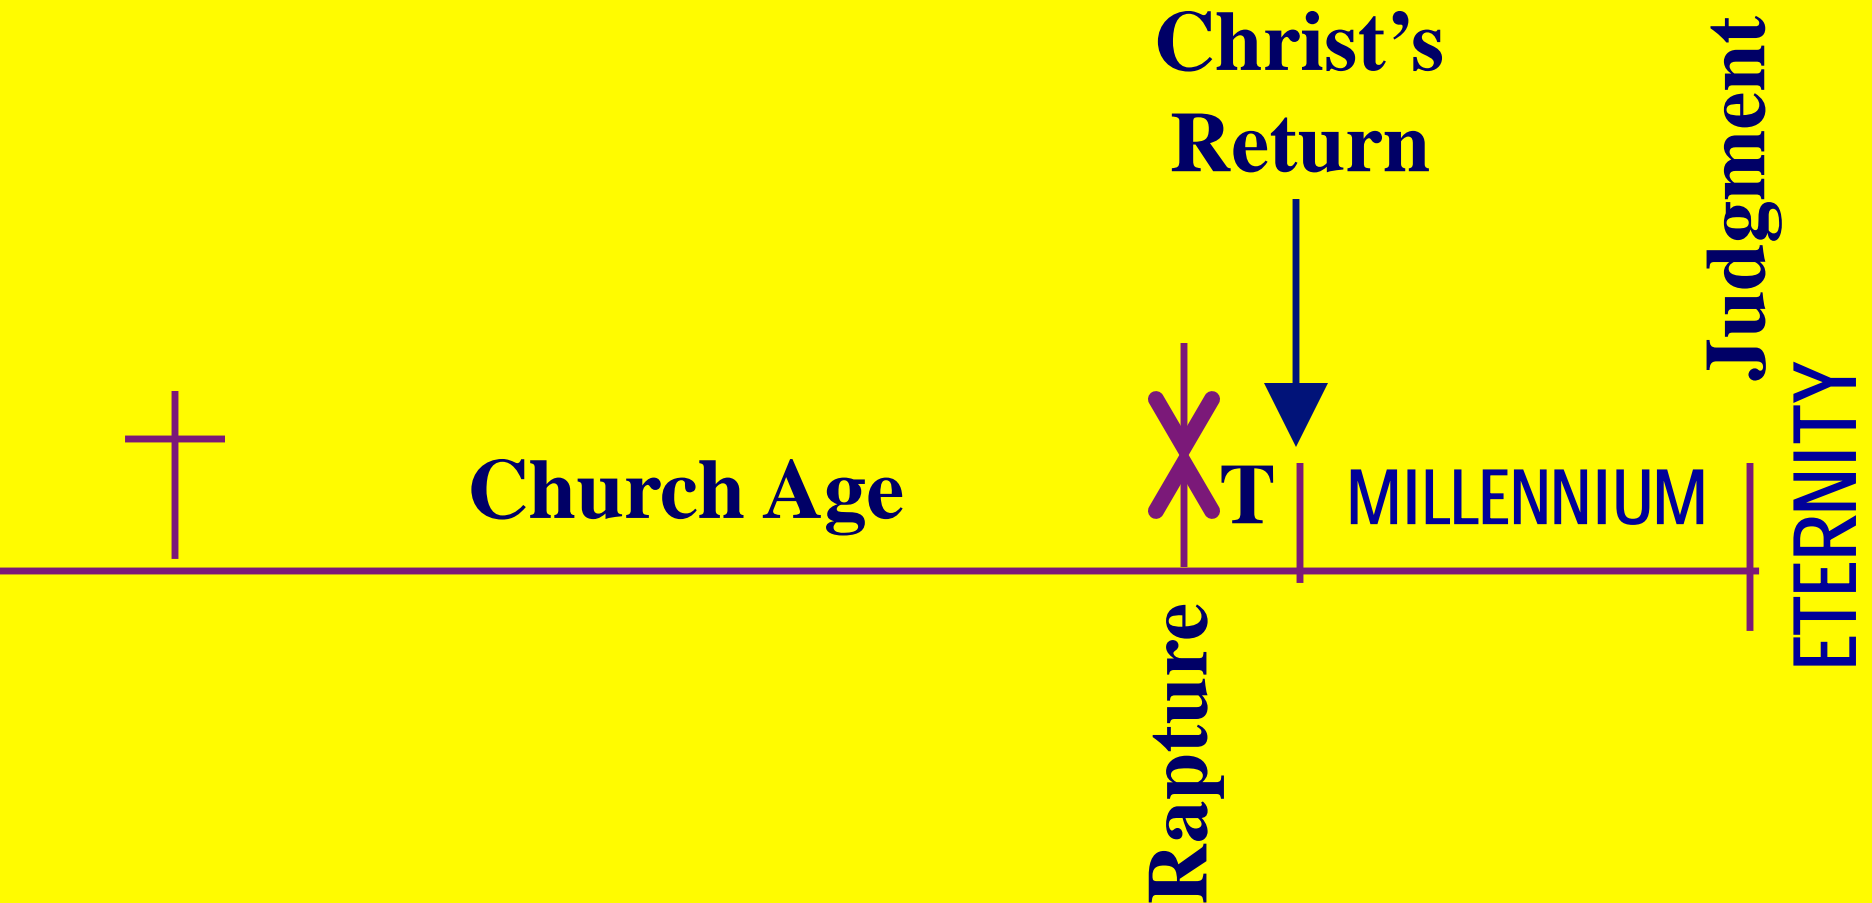 Christ’s
Return
Judgment
Church Age
T
MILLENNIUM
ETERNITY
Rapture